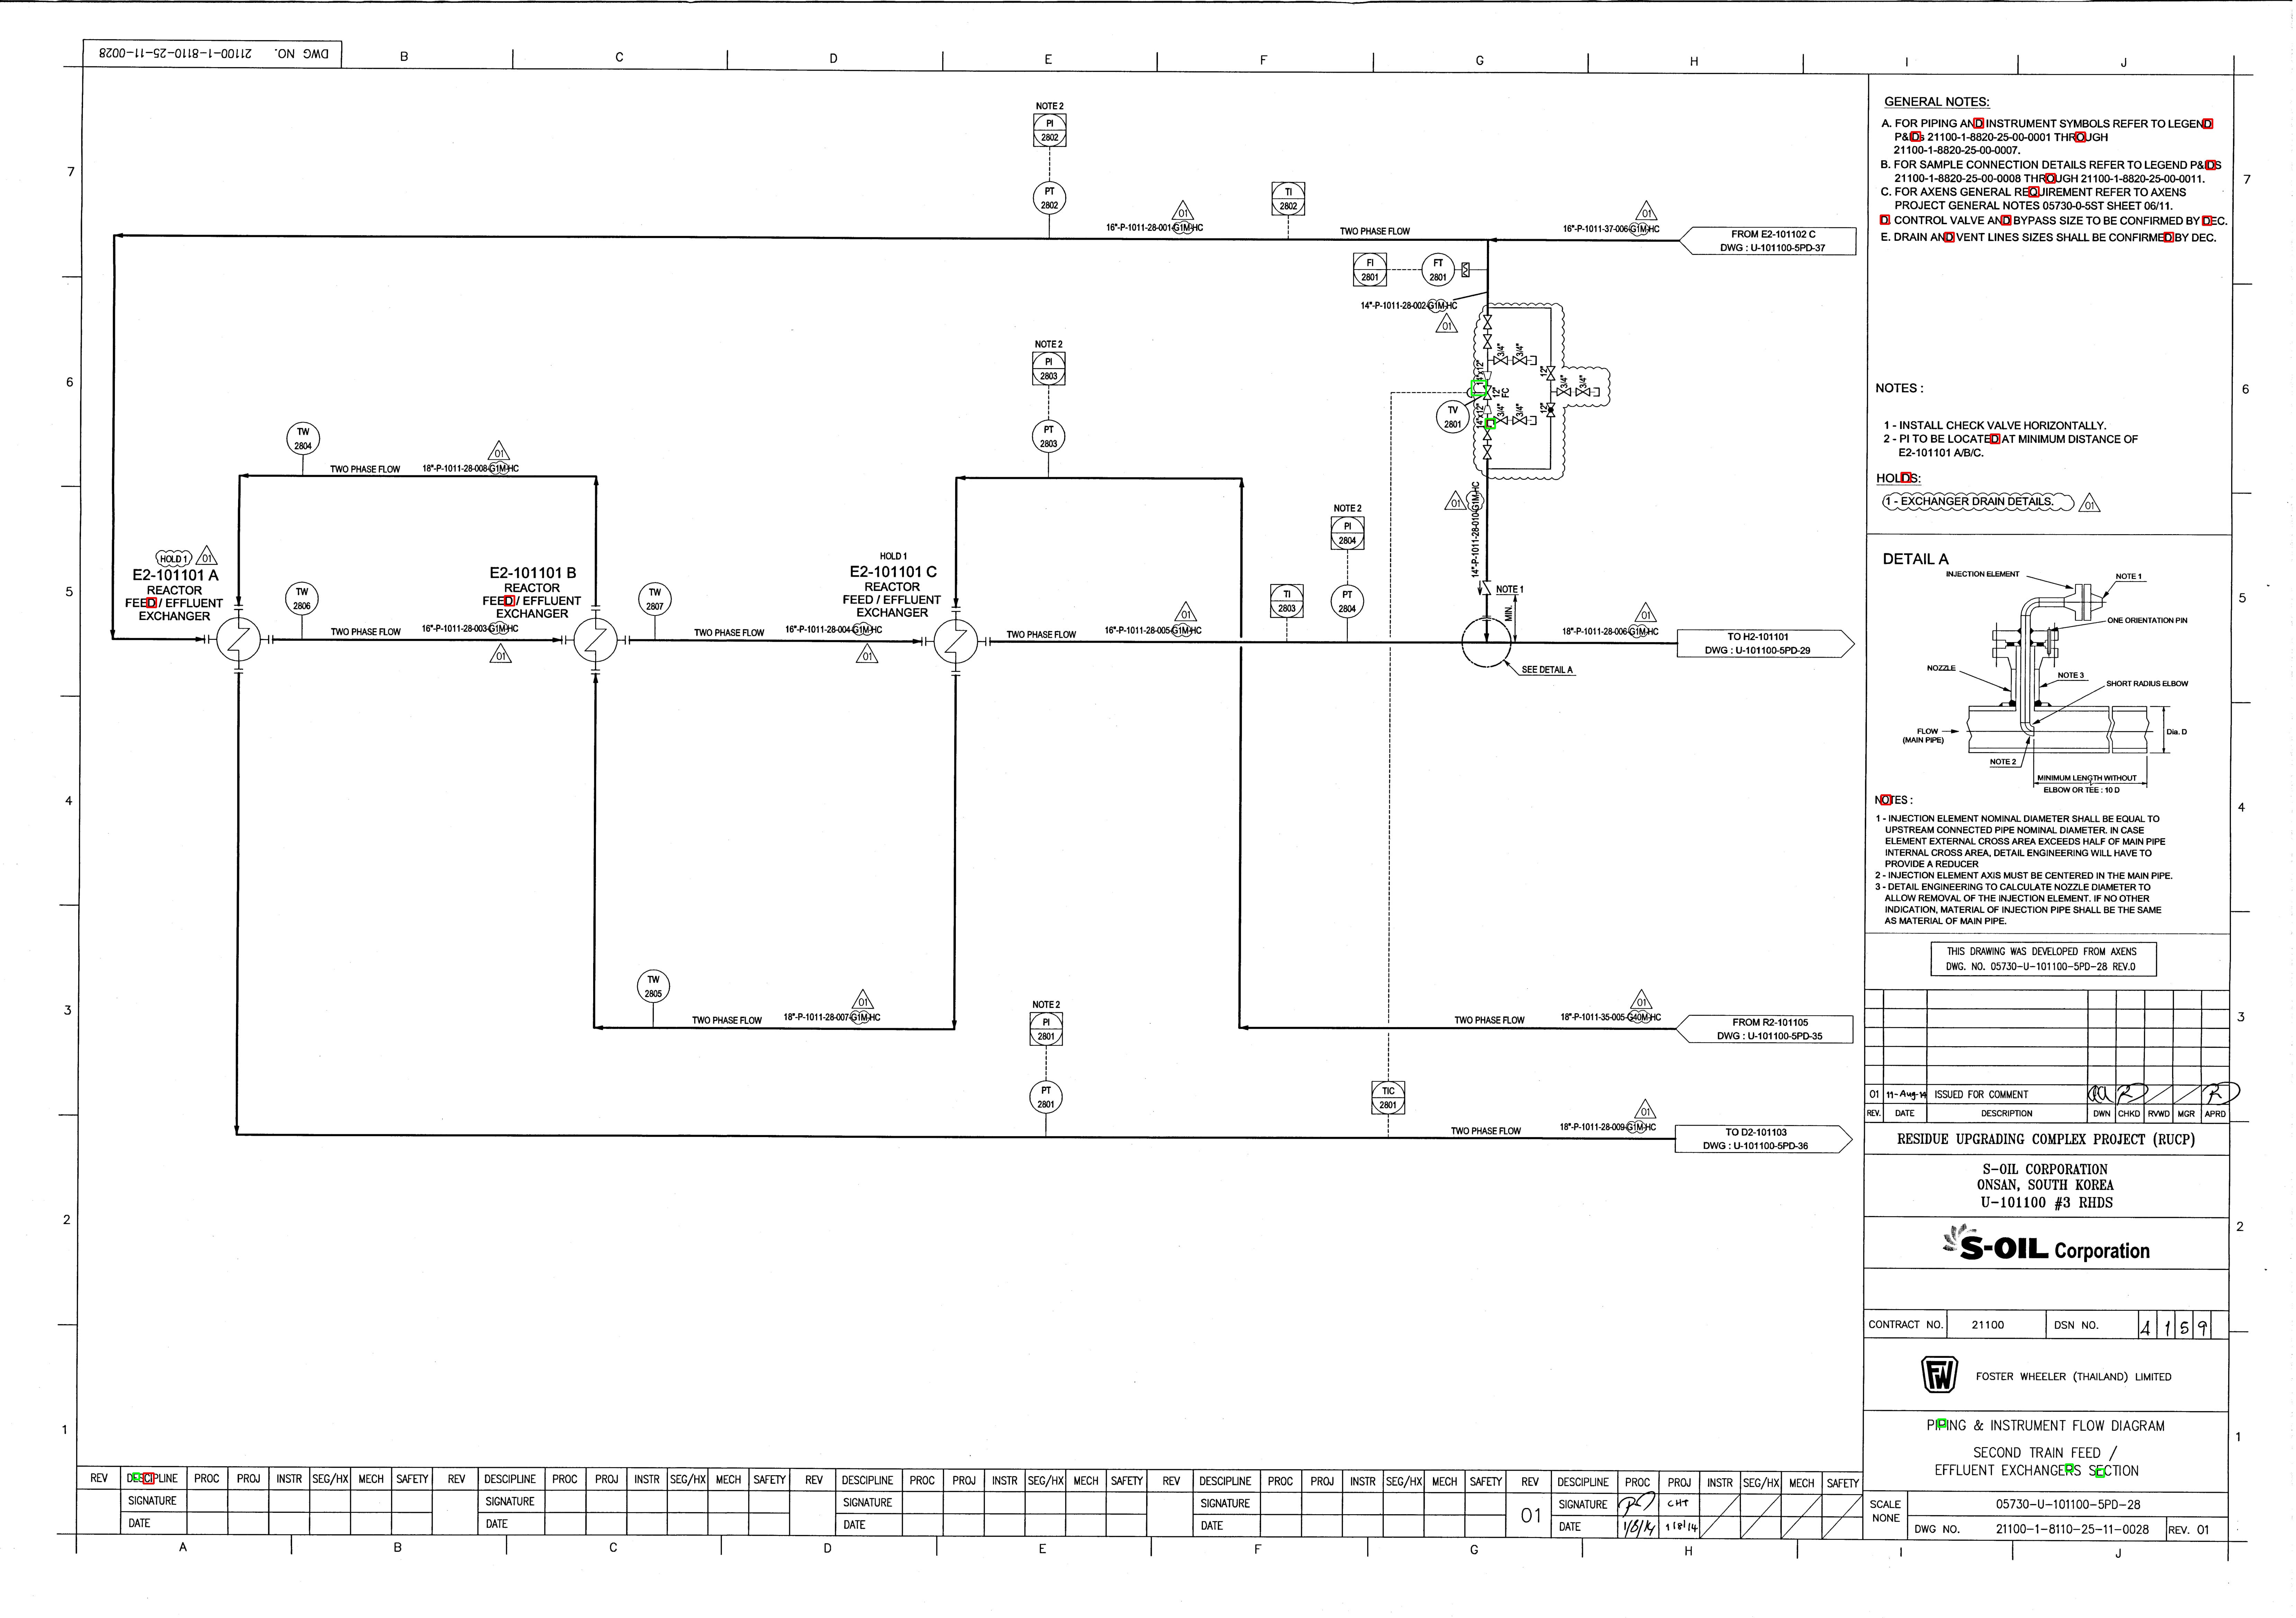 DWG NO. 21100-1-8110-25-11-0028
B C D E F G H I J
7
6
5
4
3
2
1
NOTE 2
PI 2802
PT 2802
16"-P-1011-28-001-G1M-HC
01
TI 2802
TWO PHASE FLOW
16"-P-1011-37-006-G1M-HC
01
FROM E2-101102 C
DWG : U-101100-5PD-37
FI 2801
FT 2801
14"-P-1011-28-002-G1M-HC
01
3/4" 3/4"
14"x12"
12"
FC
12"
3/4" 3/4"
TV 2801
14"x12"
3/4" 3/4"
12"
NOTE 2
PI 2803
PT 2803
TW 2804
TWO PHASE FLOW
18"-P-1011-28-008-G1M-HC
01
01
14"-P-1011-28-010-G1M-HC
NOTE 2
PI 2804
PT 2804
TI 2803
HOLD 1
01
E2-101101 A
REACTOR
FEED / EFFLUENT
EXCHANGER
TW 2806
TWO PHASE FLOW
16"-P-1011-28-003-G1M-HC
01
E2-101101 B
REACTOR
FEED / EFFLUENT
EXCHANGER
TW 2807
TWO PHASE FLOW
16"-P-1011-28-004-G1M-HC
01
HOLD 1
E2-101101 C
REACTOR
FEED / EFFLUENT
EXCHANGER
TWO PHASE FLOW
16"-P-1011-28-005-G1M-HC
01
NOTE 1
MIN.
18"-P-1011-28-006-G1M-HC
01
TO H2-101101
DWG : U-101100-5PD-29
SEE DETAIL A
TW 2805
TWO PHASE FLOW
18"-P-1011-28-007-G1M-HC
01
NOTE 2
PI 2801
PT 2801
TWO PHASE FLOW
18"-P-1011-35-005-G40M-HC
01
FROM R2-101105
DWG : U-101100-5PD-35
TIC 2801
TWO PHASE FLOW
18"-P-1011-28-009-G1M-HC
01
TO D2-101103
DWG : U-101100-5PD-36
GENERAL NOTES:
A. FOR PIPING AND INSTRUMENT SYMBOLS REFER TO LEGEND
P&IDs 21100-1-8820-25-00-0001 THROUGH
21100-1-8820-25-00-0007.
B. FOR SAMPLE CONNECTION DETAILS REFER TO LEGEND P&IDS
21100-1-8820-25-00-0008 THROUGH 21100-1-8820-25-00-0011.
C. FOR AXENS GENERAL REQUIREMENT REFER TO AXENS
PROJECT GENERAL NOTES 05730-0-5ST SHEET 06/11.
D. CONTROL VALVE AND BYPASS SIZE TO BE CONFIRMED BY DEC.
E. DRAIN AND VENT LINES SIZES SHALL BE CONFIRMED BY DEC.
NOTES :
1 - INSTALL CHECK VALVE HORIZONTALLY.
2 - PI TO BE LOCATED AT MINIMUM DISTANCE OF
E2-101101 A/B/C.
HOLDS:
1 - EXCHANGER DRAIN DETAILS.
01
DETAIL A
INJECTION ELEMENT
NOTE 1
ONE ORIENTATION PIN
NOZZLE
NOTE 3
SHORT RADIUS ELBOW
FLOW
(MAIN PIPE)
Dia. D
NOTE 2
MINIMUM LENGTH WITHOUT
ELBOW OR TEE : 10 D
NOTES :
1 - INJECTION ELEMENT NOMINAL DIAMETER SHALL BE EQUAL TO
UPSTREAM CONNECTED PIPE NOMINAL DIAMETER. IN CASE
ELEMENT EXTERNAL CROSS AREA EXCEEDS HALF OF MAIN PIPE
INTERNAL CROSS AREA, DETAIL ENGINEERING WILL HAVE TO
PROVIDE A REDUCER
2 - INJECTION ELEMENT AXIS MUST BE CENTERED IN THE MAIN PIPE.
3 - DETAIL ENGINEERING TO CALCULATE NOZZLE DIAMETER TO
ALLOW REMOVAL OF THE INJECTION ELEMENT. IF NO OTHER
INDICATION, MATERIAL OF INJECTION PIPE SHALL BE THE SAME
AS MATERIAL OF MAIN PIPE.
THIS DRAWING WAS DEVELOPED FROM AXENS
DWG. NO. 05730-U-101100-5PD-28 REV.0
01 11-Aug-14 ISSUED FOR COMMENT
REV. DATE DESCRIPTION DWN CHKD RVWD MGR APRD
RESIDUE UPGRADING COMPLEX PROJECT (RUCP)
S-OIL CORPORATION
ONSAN, SOUTH KOREA
U-101100 #3 RHDS
S-OIL Corporation
CONTRACT NO. 21100 DSN NO. 4 1 5 9
FW FOSTER WHEELER (THAILAND) LIMITED
PIPING & INSTRUMENT FLOW DIAGRAM
SECOND TRAIN FEED /
EFFLUENT EXCHANGERS SECTION
SCALE NONE 05730-U-101100-5PD-28
DWG NO. 21100-1-8110-25-11-0028 REV. 01
REV DESCIPLINE PROC PROJ INSTR SEG/HX MECH SAFETY REV DESCIPLINE PROC PROJ INSTR SEG/HX MECH SAFETY REV DESCIPLINE PROC PROJ INSTR SEG/HX MECH SAFETY REV DESCIPLINE PROC PROJ INSTR SEG/HX MECH SAFETY REV DESCIPLINE PROC PROJ INSTR SEG/HX MECH SAFETY
SIGNATURE SIGNATURE SIGNATURE SIGNATURE 01 SIGNATURE CHT
DATE DATE DATE DATE DATE 1/8/14 1/8/14
A B C D E F G H I J